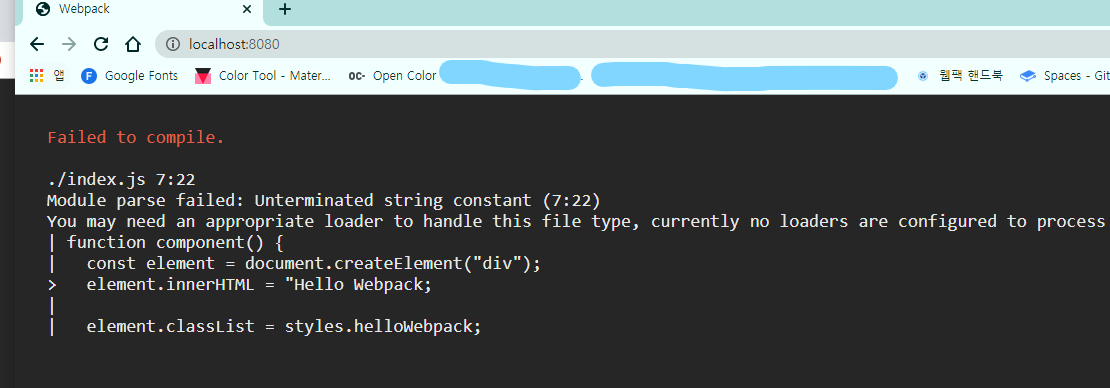 Webpack
localhost:8080
앱 Google Fonts Color Tool - Mater... OC- Open Color . 웹팩 핸드북 Spaces - Git
Failed to compile.
./index.js 7:22
Module parse failed: Unterminated string constant (7:22)
You may need an appropriate loader to handle this file type, currently no loaders are configured to process
| function component() {
|   const element = document.createElement("div");
>   element.innerHTML = "Hello Webpack;
|
|   element.classList = styles.helloWebpack;